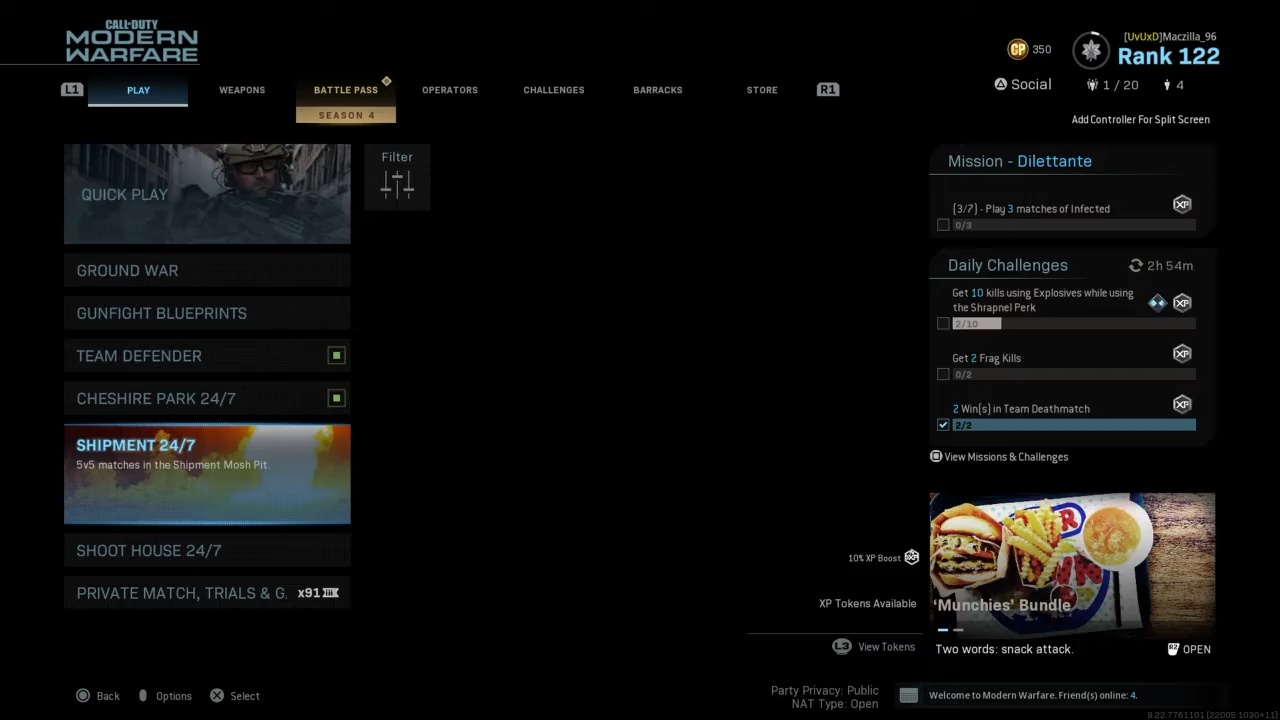 CALL·DUTY
MODERN
WARFARE
CP 350
[UvUxD]Maczilla_96
Rank 122
Social
1 / 20
4
Add Controller For Split Screen
L1
PLAY
WEAPONS
BATTLE PASS
SEASON 4
OPERATORS
CHALLENGES
BARRACKS
STORE
R1
QUICK PLAY
Filter
GROUND WAR
GUNFIGHT BLUEPRINTS
TEAM DEFENDER
CHESHIRE PARK 24/7
SHIPMENT 24/7
5v5 matches in the Shipment Mosh Pit.
SHOOT HOUSE 24/7
PRIVATE MATCH, TRIALS & G. x91
Mission - Dilettante
(3/7) - Play 3 matches of Infected
XP
0/3
Daily Challenges
2h 54m
Get 10 kills using Explosives while using
the Shrapnel Perk
XP
2/10
Get 2 Frag Kills
XP
0/2
2 Win(s) in Team Deathmatch
XP
2/2
View Missions & Challenges
10% XP Boost
XP Tokens Available
L3 View Tokens
'Munchies' Bundle
Two words: snack attack.
R2 OPEN
Back
Options
Select
Party Privacy: Public
NAT Type: Open
Welcome to Modern Warfare. Friend(s) online: 4.